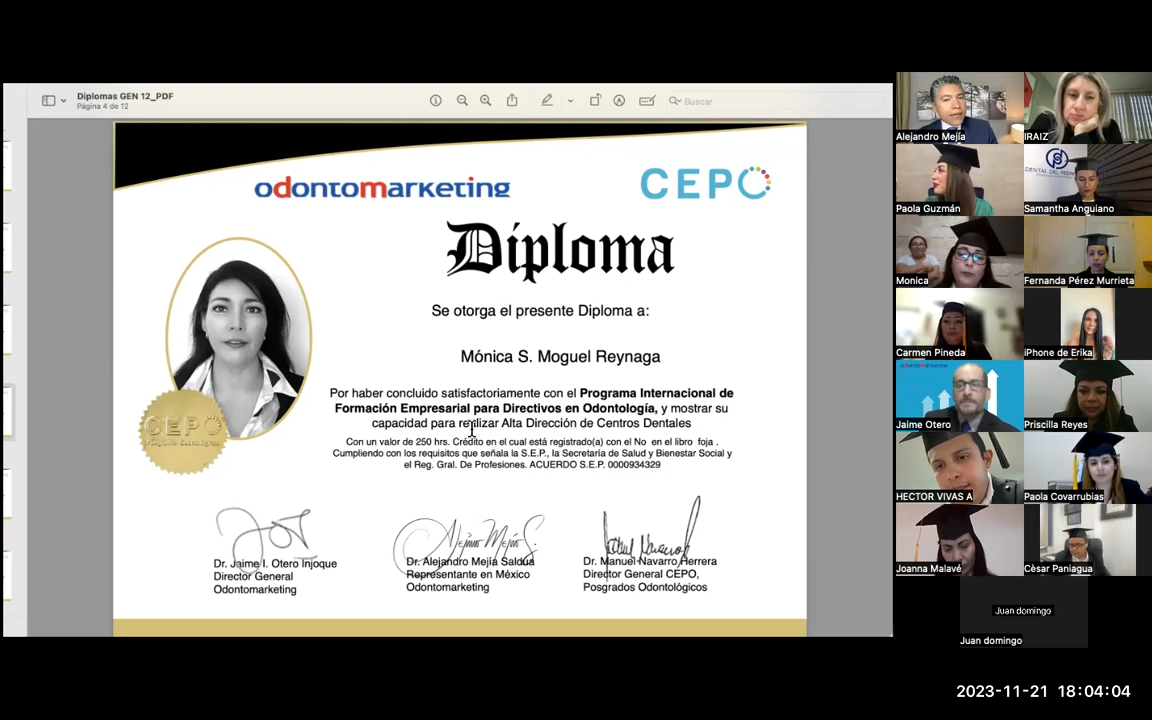 Diplomas GEN 12_PDF
Página 4 de 12
Buscar
odontomarketing
CEPO
Diploma
Se otorga el presente Diploma a:
Mónica S. Moguel Reynaga
Por haber concluido satisfactoriamente con el Programa Internacional de
Formación Empresarial para Directivos en Odontología, y mostrar su
capacidad para realizar Alta Dirección de Centros Dentales
Con un valor de 250 hrs. Crédito en el cual está registrado(a) con el No en el libro foja .
Cumpliendo con los requisitos que señala la S.E.P., la Secretaría de Salud y Bienestar Social y
el Reg. Gral. De Profesiones. ACUERDO S.E.P. 0000934329
CEPO
Dr. Jaime I. Otero Injoque
Director General
Odontomarketing
Dr. Alejandro Mejía Saldúa
Representante en México
Odontomarketing
Dr. Manuel Navarro Herrera
Director General CEPO,
Posgrados Odontológicos
Alejandro Mejía
IRAIZ
Paola Guzmán
Samantha Anguiano
Monica
Fernanda Pérez Murrieta
Carmen Pineda
iPhone de Erika
odontomarketing
Jaime Otero
Priscilla Reyes
HECTOR VIVAS A
Paola Covarrubias
Joanna Malavé
Cèsar Paniagua
Juan domingo
Juan domingo
2023-11-21 18:04:04